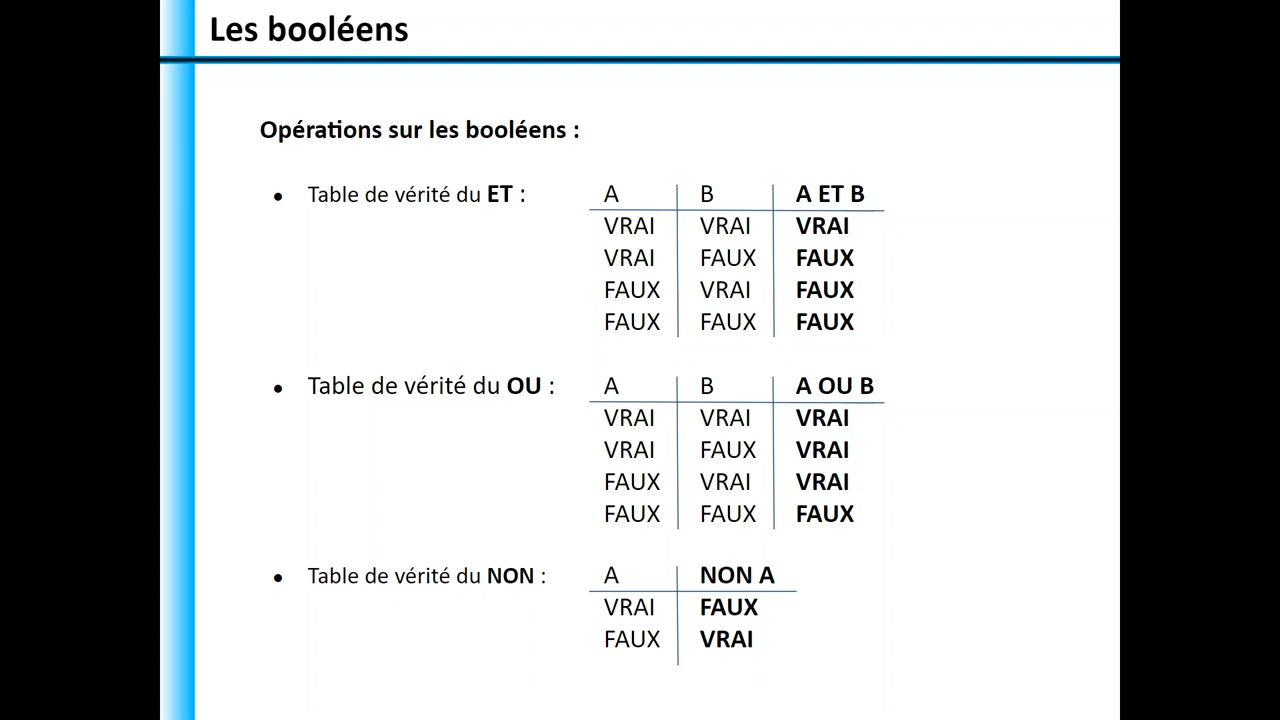 Les booléens
Opérations sur les booléens :
• Table de vérité du ET : A B A ET B
VRAI VRAI VRAI
VRAI FAUX FAUX
FAUX VRAI FAUX
FAUX FAUX FAUX
• Table de vérité du OU : A B A OU B
VRAI VRAI VRAI
VRAI FAUX VRAI
FAUX VRAI VRAI
FAUX FAUX FAUX
• Table de vérité du NON : A NON A
VRAI FAUX
FAUX VRAI